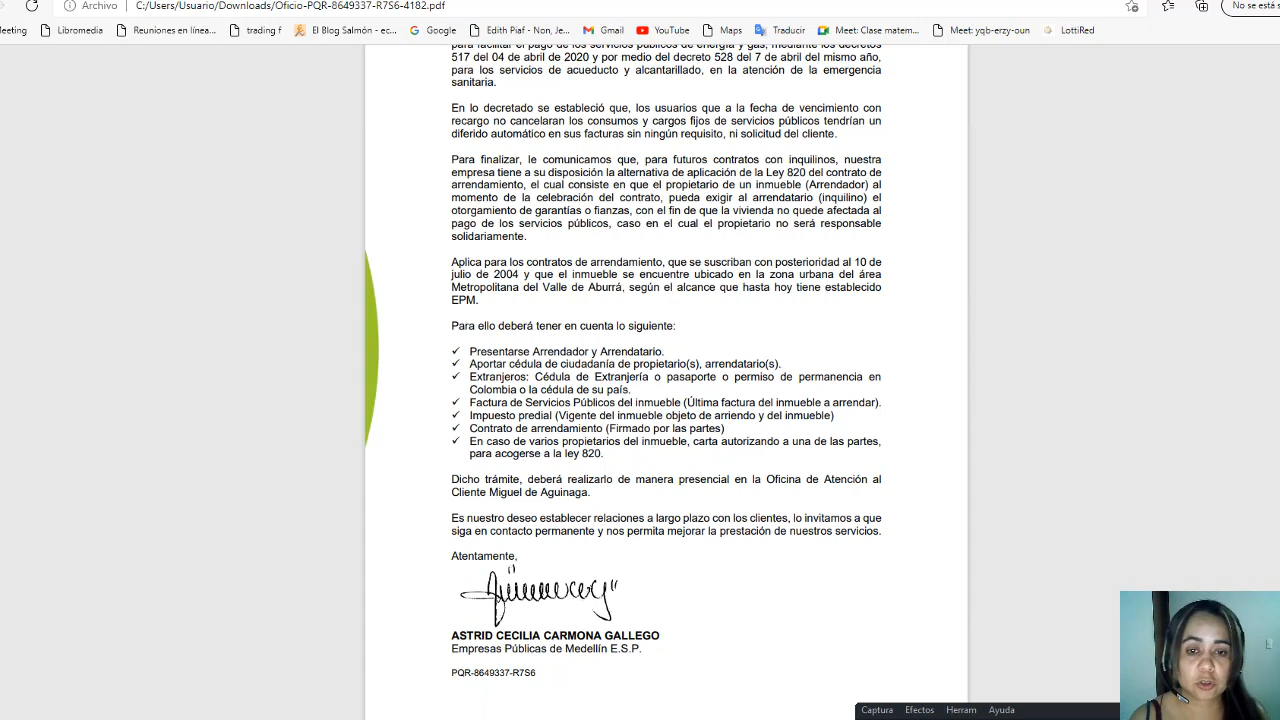 Archivo
C:/Users/Usuario/Downloads/Oficio-PQR-8649337-R7S6-4182.pdf
No se está s
Meeting
Libromedia
Reuniones en línea...
trading f
El Blog Salmón - ec...
Google
Edith Piaf - Non, Je...
Gmail
YouTube
Maps
Traducir
Meet: Clase matem...
Meet: yqb-erzy-oun
LottiRed
para facilitar el pago de los servicios públicos de energía y gas, mediante los decretos
517 del 04 de abril de 2020 y por medio del decreto 528 del 7 de abril del mismo año,
para los servicios de acueducto y alcantarillado, en la atención de la emergencia
sanitaria.
En lo decretado se estableció que, los usuarios que a la fecha de vencimiento con
recargo no cancelaran los consumos y cargos fijos de servicios públicos tendrían un
diferido automático en sus facturas sin ningún requisito, ni solicitud del cliente.
Para finalizar, le comunicamos que, para futuros contratos con inquilinos, nuestra
empresa tiene a su disposición la alternativa de aplicación de la Ley 820 del contrato de
arrendamiento, el cual consiste en que el propietario de un inmueble (Arrendador) al
momento de la celebración del contrato, pueda exigir al arrendatario (inquilino) el
otorgamiento de garantías o fianzas, con el fin de que la vivienda no quede afectada al
pago de los servicios públicos, caso en el cual el propietario no será responsable
solidariamente.
Aplica para los contratos de arrendamiento, que se suscriban con posterioridad al 10 de
julio de 2004 y que el inmueble se encuentre ubicado en la zona urbana del área
Metropolitana del Valle de Aburrá, según el alcance que hasta hoy tiene establecido
EPM.
Para ello deberá tener en cuenta lo siguiente:
✓ Presentarse Arrendador y Arrendatario.
✓ Aportar cédula de ciudadanía de propietario(s), arrendatario(s).
✓ Extranjeros: Cédula de Extranjería o pasaporte o permiso de permanencia en
Colombia o la cédula de su país.
✓ Factura de Servicios Públicos del inmueble (Última factura del inmueble a arrendar).
✓ Impuesto predial (Vigente del inmueble objeto de arriendo y del inmueble)
✓ Contrato de arrendamiento (Firmado por las partes)
✓ En caso de varios propietarios del inmueble, carta autorizando a una de las partes,
para acogerse a la ley 820.
Dicho trámite, deberá realizarlo de manera presencial en la Oficina de Atención al
Cliente Miguel de Aguinaga.
Es nuestro deseo establecer relaciones a largo plazo con los clientes, lo invitamos a que
siga en contacto permanente y nos permita mejorar la prestación de nuestros servicios.
Atentamente,
ASTRID CECILIA CARMONA GALLEGO
Empresas Públicas de Medellín E.S.P.
PQR-8649337-R7S6
Captura
Efectos
Herram
Ayuda